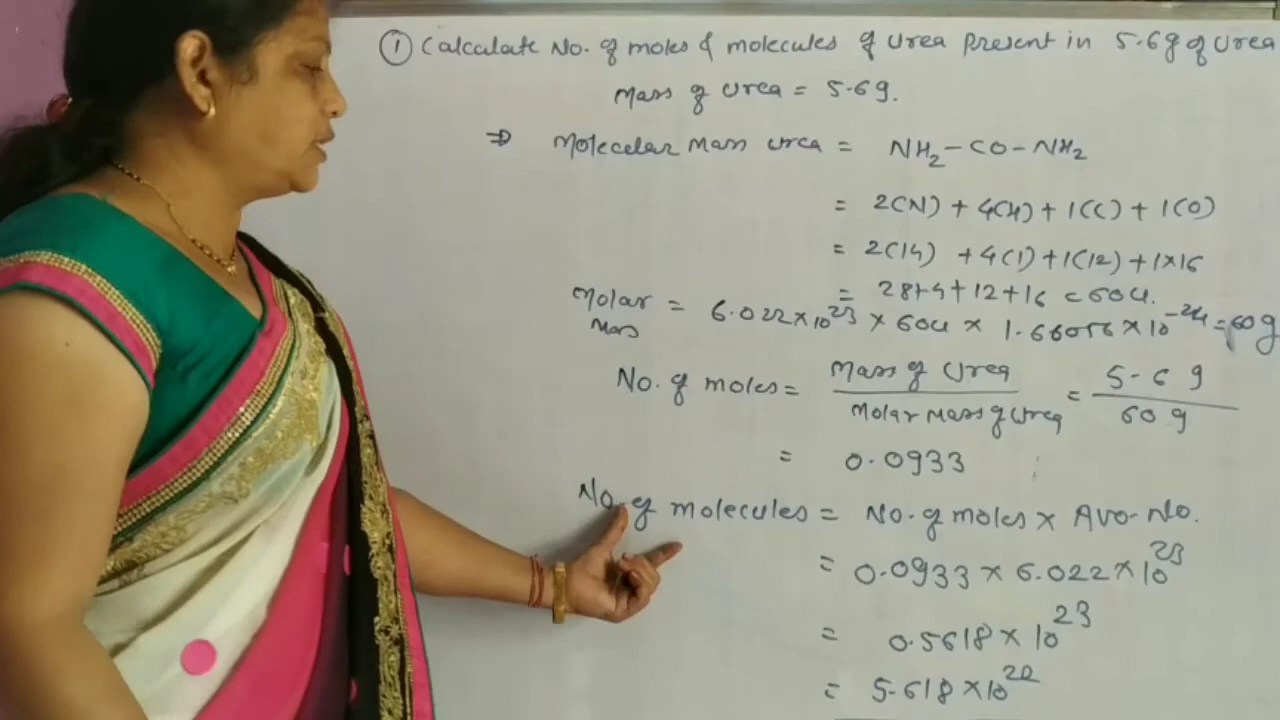 ① Calculate No. of moles & molecules of Urea present in 5.6g of Urea
Mass of Urea = 5.6g.
⇒ Molecular Mass Urea = NH₂-CO-NH₂
= 2(N) + 4(H) + 1(C) + 1(O)
= 2(14) + 4(1) + 1(12) + 1×16
= 28+4+12+16 = 60u.
Molar Mass = 6.022×10²³ × 60u × 1.66056×10⁻²⁴ = 60g
No. of moles = Mass of Urea / Molar Mass of Urea = 5.6 g / 60 g
= 0.0933
No. of molecules = No. of moles × Avo. No.
= 0.0933 × 6.022×10²³
= 0.5618 × 10²³
= 5.618 × 10²²